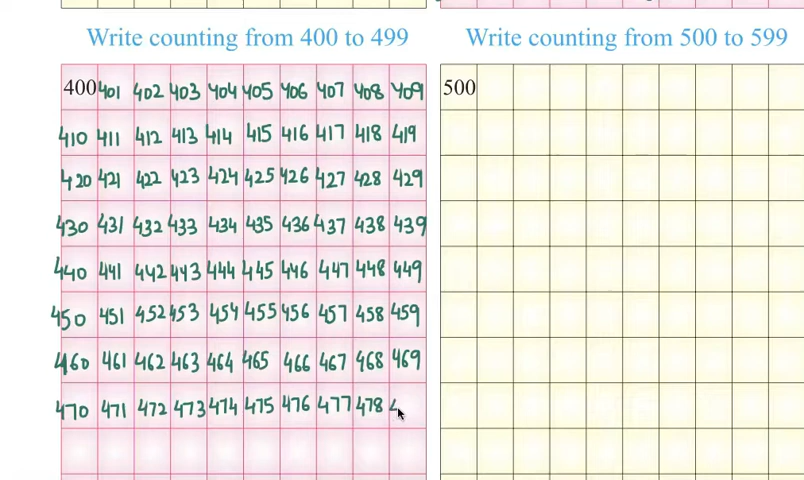 Write counting from 400 to 499
Write counting from 500 to 599
400 401 402 403 404 405 406 407 408 409
410 411 412 413 414 415 416 417 418 419
420 421 422 423 424 425 426 427 428 429
430 431 432 433 434 435 436 437 438 439
440 441 442 443 444 445 446 447 448 449
450 451 452 453 454 455 456 457 458 459
460 461 462 463 464 465 466 467 468 469
470 471 472 473 474 475 476 477 478
500